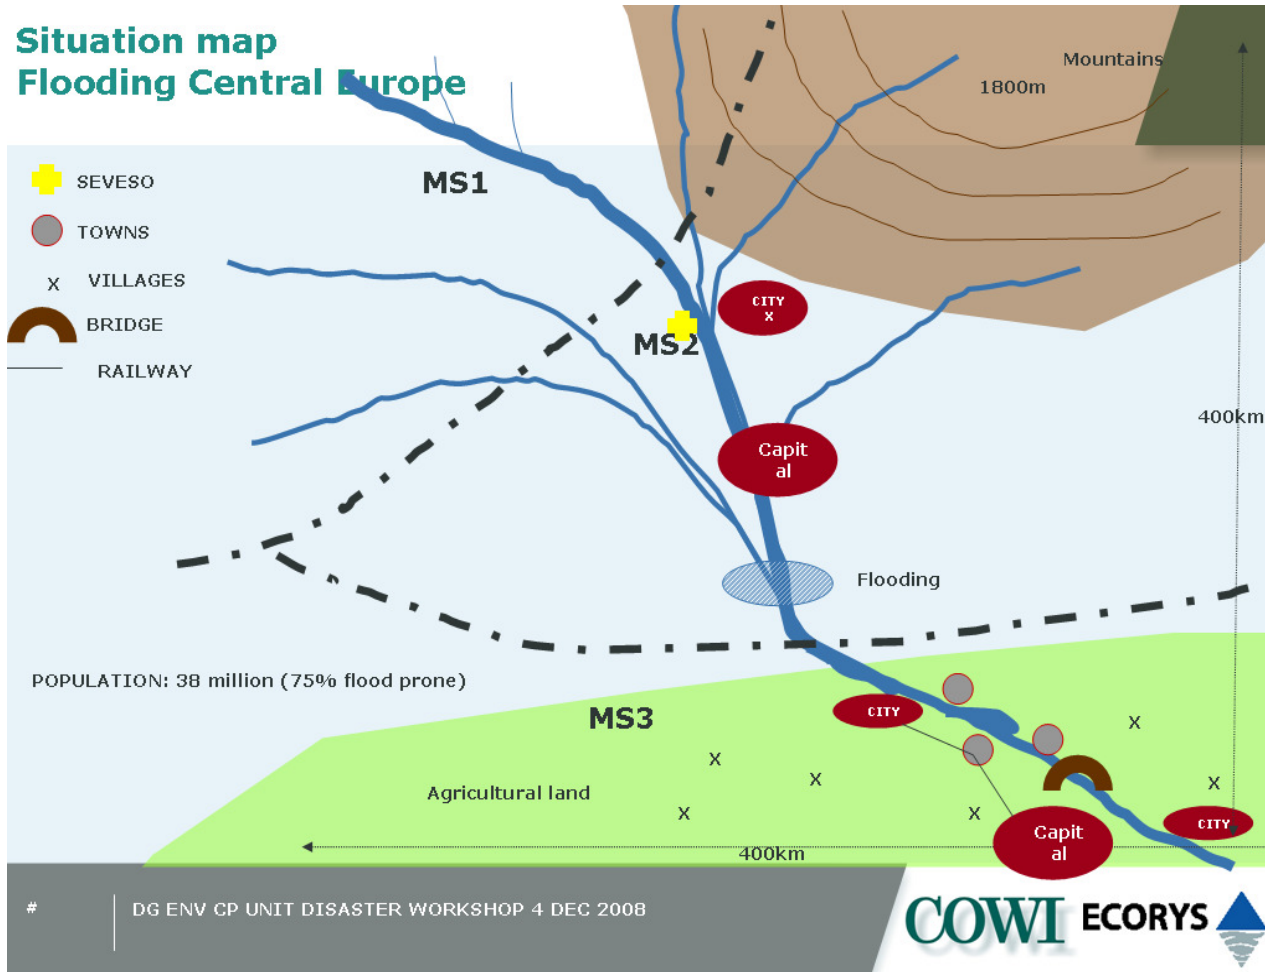 Situation map
Flooding Central Europe
Mountains
1800m
MS1
SEVESO
TOWNS
x VILLAGES
BRIDGE
RAILWAY
CITY
X
MS2
400km
Capit
al
Flooding
POPULATION: 38 million (75% flood prone)
MS3
CITY
x
x
x
x
Agricultural land
x
x
CITY
Capit
al
400km
#
DG ENV CP UNIT DISASTER WORKSHOP 4 DEC 2008
COWI ECORYS